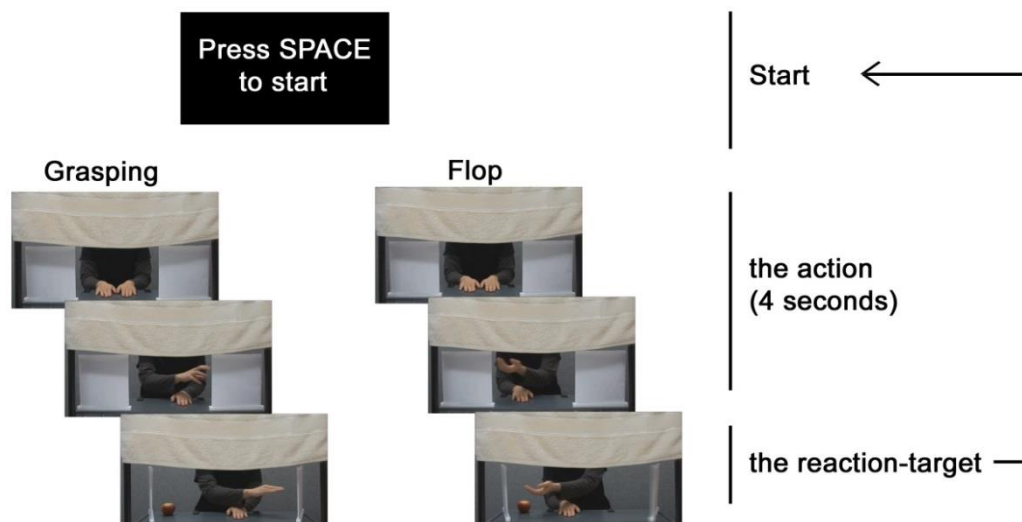 Press SPACE
to start
Start
Grasping
Flop
the action
(4 seconds)
the reaction-target